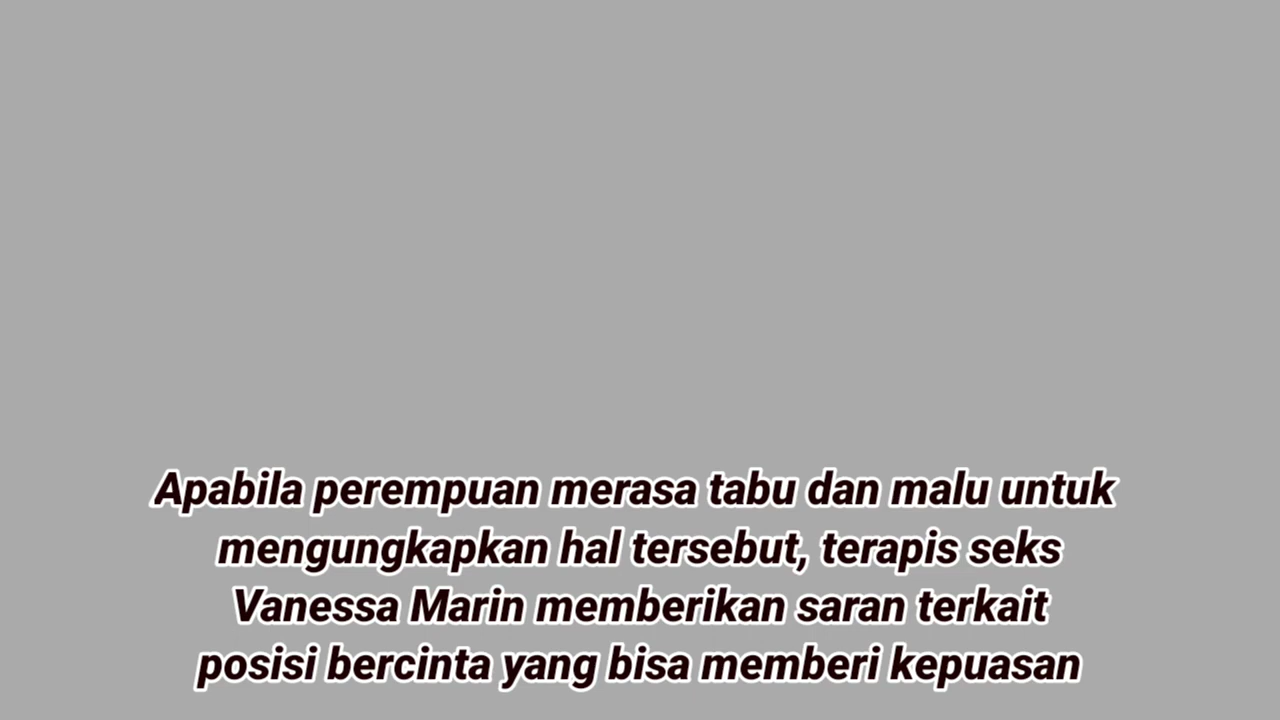 Apabila perempuan merasa tabu dan malu untuk
mengungkapkan hal tersebut, terapis seks
Vanessa Marin memberikan saran terkait
posisi bercinta yang bisa memberi kepuasan